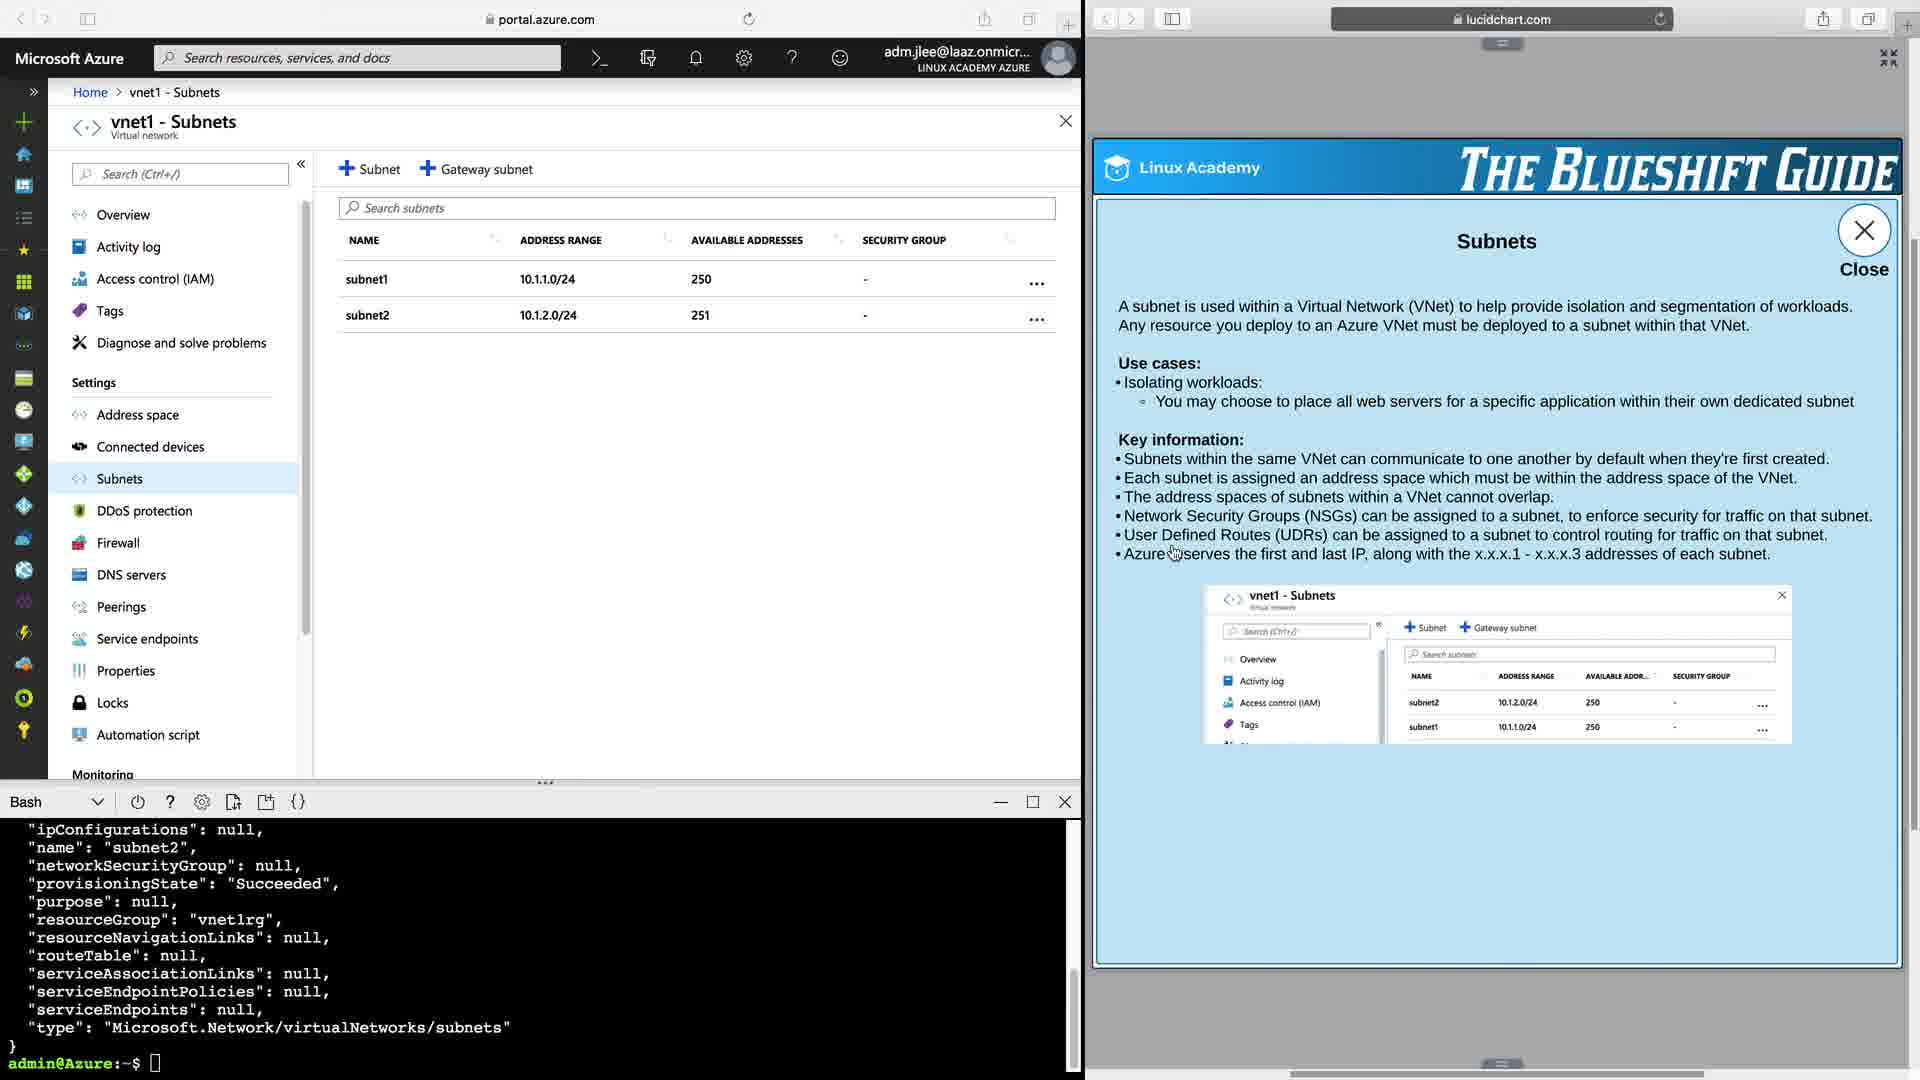 portal.azure.com
Microsoft Azure
Search resources, services, and docs
adm.jlee@laaz.onmicr...
LINUX ACADEMY AZURE
Home > vnet1 - Subnets
vnet1 - Subnets
Virtual network
Search (Ctrl+/)
Overview
Activity log
Access control (IAM)
Tags
Diagnose and solve problems
Settings
Address space
Connected devices
Subnets
DDoS protection
Firewall
DNS servers
Peerings
Service endpoints
Properties
Locks
Automation script
Monitoring
Subnet Gateway subnet
Search subnets
NAME ADDRESS RANGE AVAILABLE ADDRESSES SECURITY GROUP
subnet1 10.1.1.0/24 250 - ...
subnet2 10.1.2.0/24 251 - ...
Bash
"ipConfigurations": null,
"name": "subnet2",
"networkSecurityGroup": null,
"provisioningState": "Succeeded",
"purpose": null,
"resourceGroup": "vnet1rg",
"resourceNavigationLinks": null,
"routeTable": null,
"serviceAssociationLinks": null,
"serviceEndpointPolicies": null,
"serviceEndpoints": null,
"type": "Microsoft.Network/virtualNetworks/subnets"
}
admin@Azure:~$
lucidchart.com
Linux Academy
THE BLUESHIFT GUIDE
Subnets
Close
A subnet is used within a Virtual Network (VNet) to help provide isolation and segmentation of workloads.
Any resource you deploy to an Azure VNet must be deployed to a subnet within that VNet.
Use cases:
• Isolating workloads:
◦ You may choose to place all web servers for a specific application within their own dedicated subnet
Key information:
• Subnets within the same VNet can communicate to one another by default when they're first created.
• Each subnet is assigned an address space which must be within the address space of the VNet.
• The address spaces of subnets within a VNet cannot overlap.
• Network Security Groups (NSGs) can be assigned to a subnet, to enforce security for traffic on that subnet.
• User Defined Routes (UDRs) can be assigned to a subnet to control routing for traffic on that subnet.
• Azure reserves the first and last IP, along with the x.x.x.1 - x.x.x.3 addresses of each subnet.
vnet1 - Subnets
Virtual network
Search (Ctrl+/)
Overview
Activity log
Access control (IAM)
Tags
Subnet Gateway subnet
Search subnets
NAME ADDRESS RANGE AVAILABLE ADDR... SECURITY GROUP
subnet2 10.1.2.0/24 250 - ...
subnet1 10.1.1.0/24 250 - ...